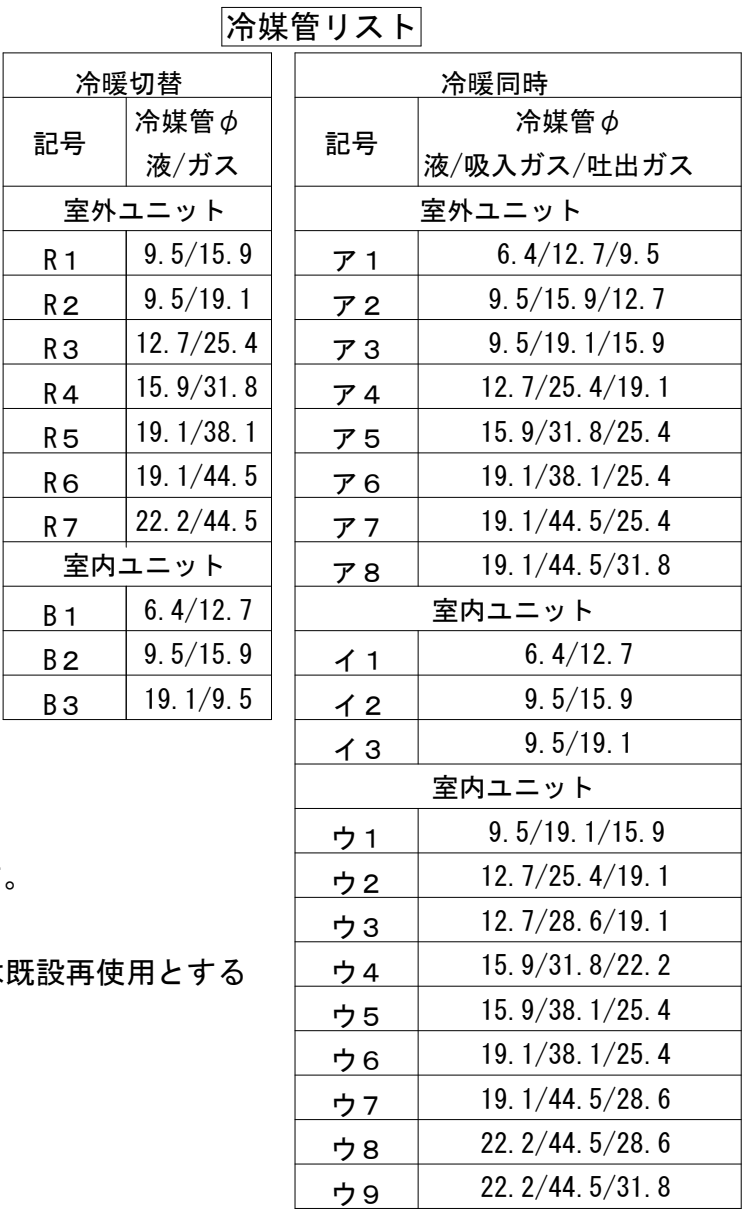 冷媒管リスト
冷暖切替
記号 冷媒管φ
液/ガス
室外ユニット
R1 9.5/15.9
R2 9.5/19.1
R3 12.7/25.4
R4 15.9/31.8
R5 19.1/38.1
R6 19.1/44.5
R7 22.2/44.5
室内ユニット
B1 6.4/12.7
B2 9.5/15.9
B3 19.1/9.5
。
既設再使用とする
冷暖同時
記号 冷媒管φ
液/吸入ガス/吐出ガス
室外ユニット
ア1 6.4/12.7/9.5
ア2 9.5/15.9/12.7
ア3 9.5/19.1/15.9
ア4 12.7/25.4/19.1
ア5 15.9/31.8/25.4
ア6 19.1/38.1/25.4
ア7 19.1/44.5/25.4
ア8 19.1/44.5/31.8
室内ユニット
イ1 6.4/12.7
イ2 9.5/15.9
イ3 9.5/19.1
室内ユニット
ウ1 9.5/19.1/15.9
ウ2 12.7/25.4/19.1
ウ3 12.7/28.6/19.1
ウ4 15.9/31.8/22.2
ウ5 15.9/38.1/25.4
ウ6 19.1/38.1/25.4
ウ7 19.1/44.5/28.6
ウ8 22.2/44.5/28.6
ウ9 22.2/44.5/31.8